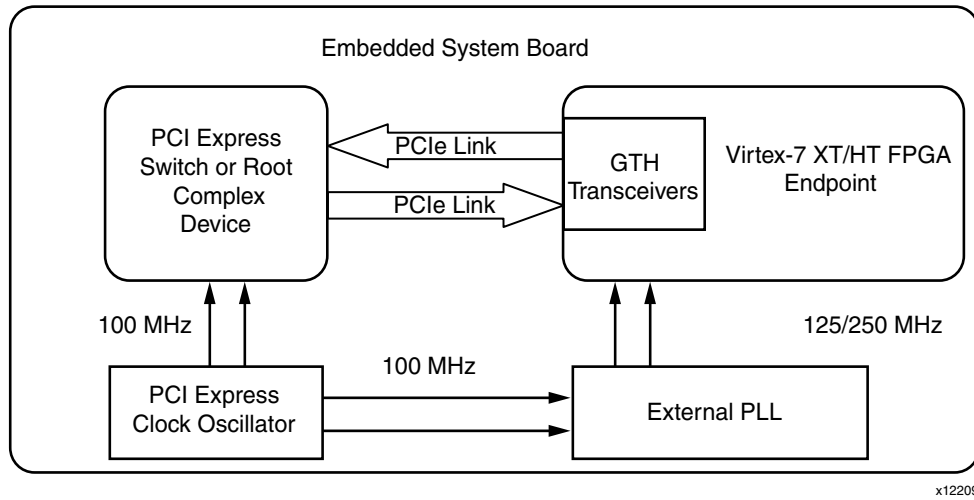 Embedded System Board
PCI Express
Switch or Root
Complex
Device
PCIe Link
PCIe Link
GTH
Transceivers
Virtex-7 XT/HT FPGA
Endpoint
100 MHz
125/250 MHz
100 MHz
PCI Express
Clock Oscillator
External PLL
x12209